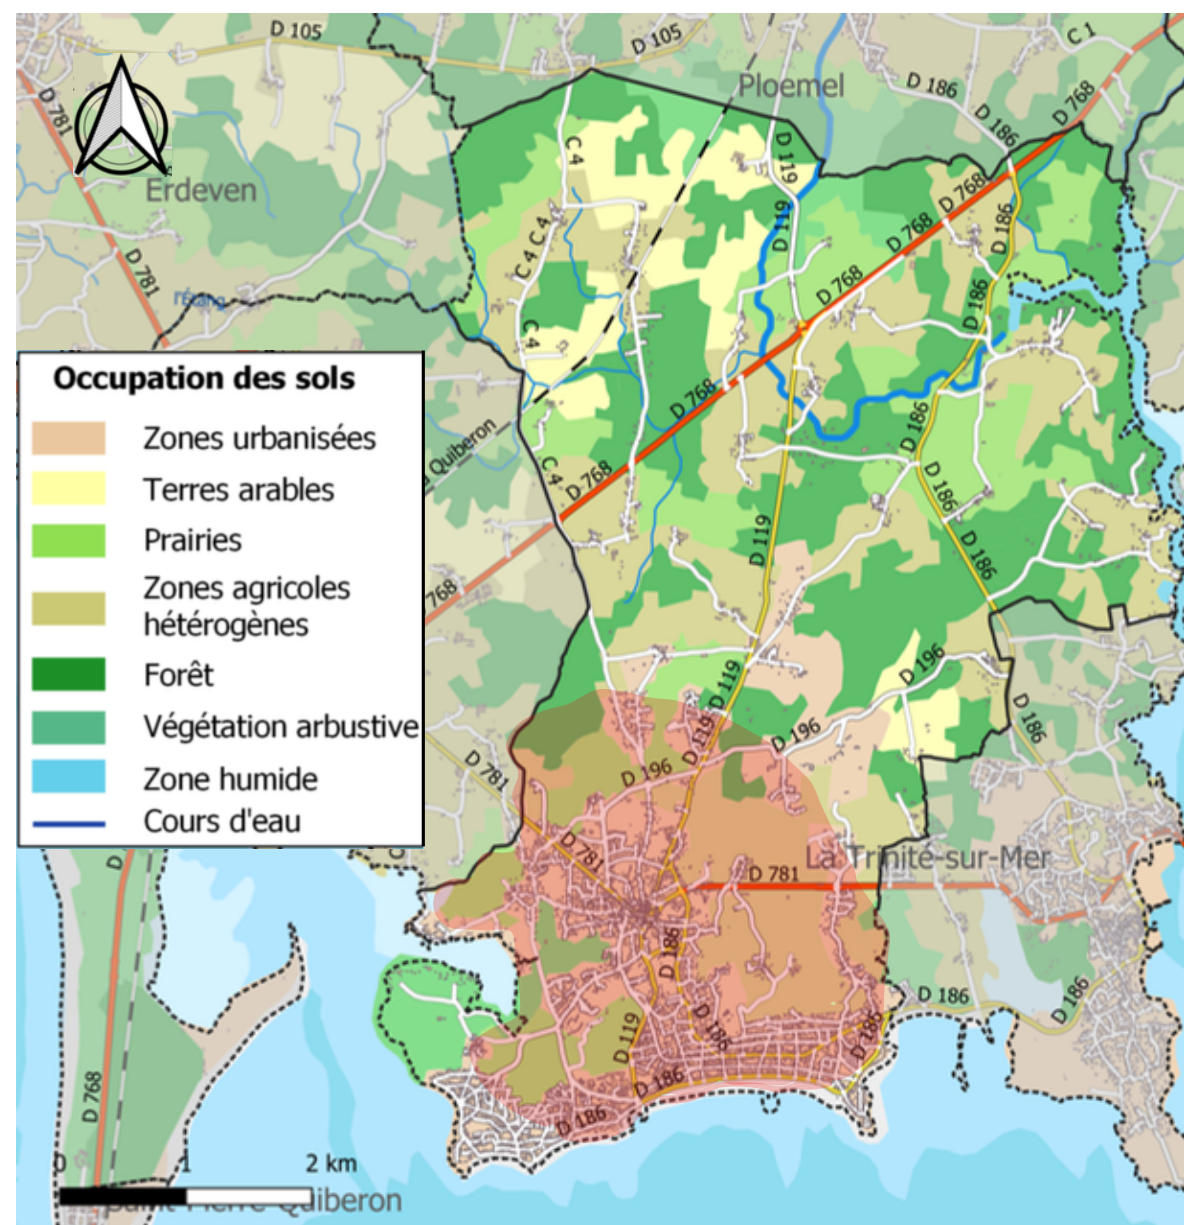 D 105
D 105
C 1
Ploemel
D 186
D 768
D 781
D 186
C 4
D 119
Erdeven
D 768
D 768
D 186
D 119
C 4
C 4
D 781
D 768
D 186
C 4
Occupation des sols
Zones urbanisées
Terres arables
Prairies
Zones agricoles
hétérogènes
Forêt
Végétation arbustive
Zone humide
Cours d'eau
D 768
D 186
Quiberon
C 4
D 768
D 186
D 119
D 186
768
D 196
D 119
D 186
D 119
D 196
D 781
D 196
D 781
La Trinité-sur-Mer
D 781
D 186
D 186
D 186
D 186
D 119
D 186
D 186
D 768
D 186
0
1
2 km
Saint-Pierre-Quiberon